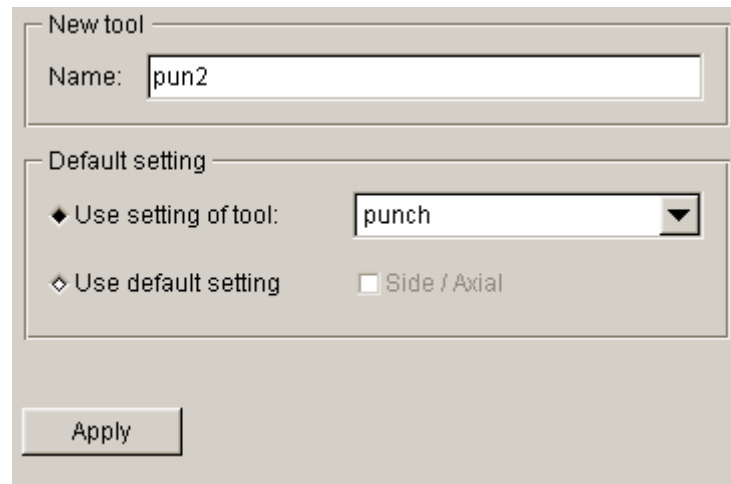 New tool
Name: pun2
Default setting
Use setting of tool: punch
Use default setting Side / Axial
Apply